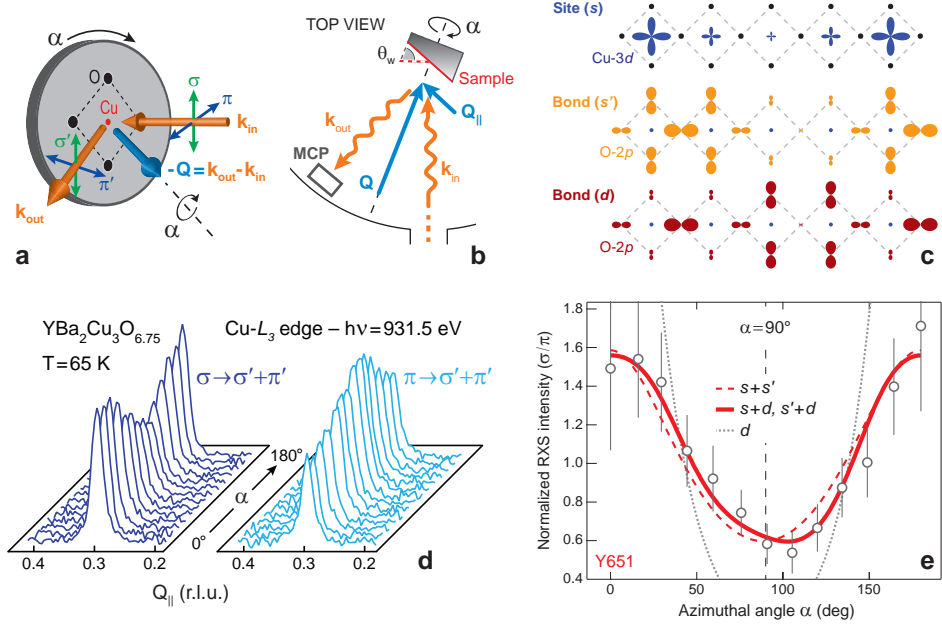 α
O
Cu
σ
π
k_in
σ′
π′
-Q=k_out-k_in
k_out
α
a
TOP VIEW
α
θ_w
Sample
Q_||
k_out
MCP
Q
k_in
b
Site (s)
Cu-3d
Bond (s′)
O-2p
Bond (d)
O-2p
c
YBa₂Cu₃O₆.₇₅
Cu-L₃ edge – hν=931.5 eV
T=65 K
σ→σ′+π′
π→σ′+π′
180°
α
0°
0.4
0.3
0.2
0.4
0.3
0.2
d
Q_|| (r.l.u.)
Normalized RXS intensity (σ/π)
1.8
1.6
1.4
1.2
1.0
0.8
0.6
0.4
α=90°
s+s′
s+d, s′+d
d
Y651
e
0
50
100
150
Azimuthal angle α (deg)